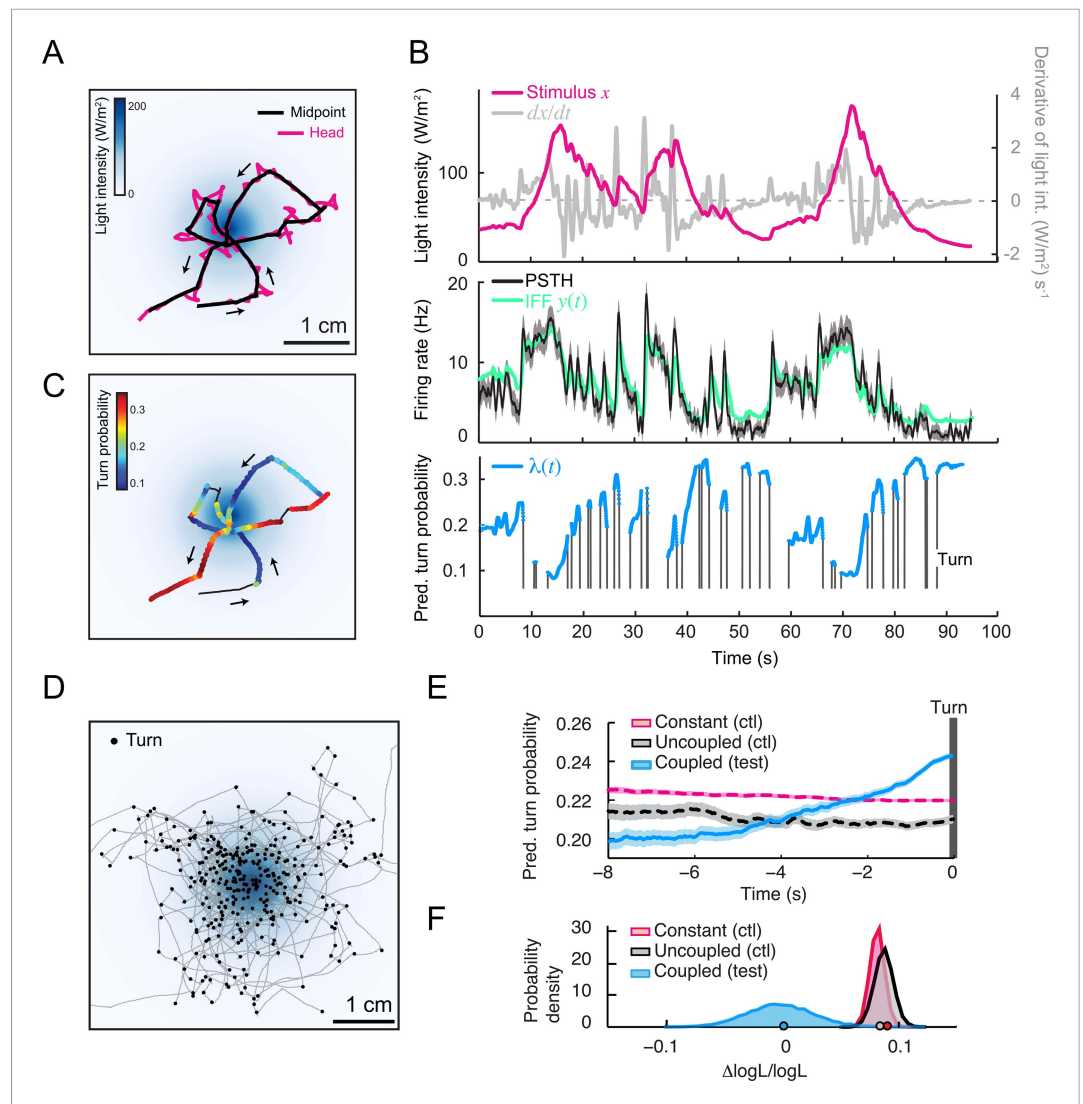 A
Light intensity (W/m²)
200
0
Midpoint
Head
1 cm
B
Stimulus x
dx/dt
Light intensity (W/m²)
100
0
4
2
0
−2
Derivative of light int. (W/m²) s⁻¹
PSTH
IFF y(t)
Firing rate (Hz)
20
10
0
λ(t)
Pred. turn probability
0.3
0.2
0.1
Turn
0 10 20 30 40 50 60 70 80 90 100
Time (s)
C
Turn probability
0.3
0.2
0.1
D
Turn
1 cm
E
Turn
Pred. turn probability
0.26
0.24
0.22
0.20
Constant (ctl)
Uncoupled (ctl)
Coupled (test)
−8 −6 −4 −2 0
Time (s)
F
Constant (ctl)
Uncoupled (ctl)
Coupled (test)
Probability
density
30
20
10
0
−0.1 0 0.1
ΔlogL/logL